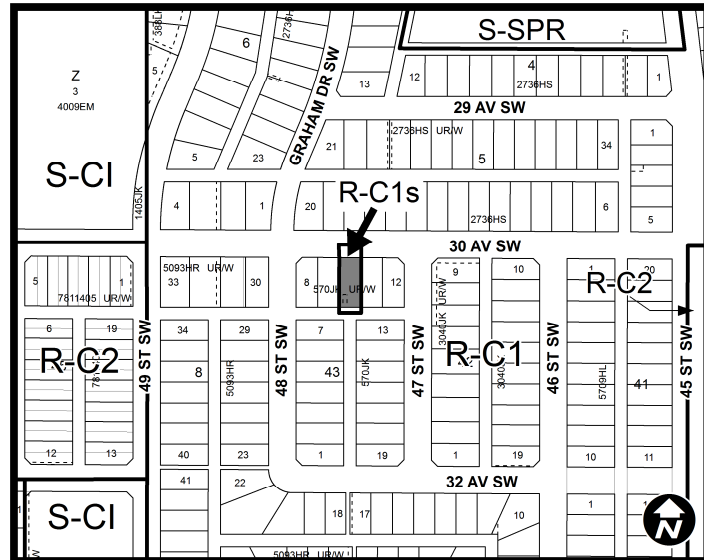 388LK
2736HS
S-SPR
6
Z
3
4009EM
5
13
12
4
2736HS
1
GRAHAM DR SW
29 AV SW
S-CI
1405JK
5
23
21
2736HS UR/W
5
34
1
R-C1s
4
1
20
2736HS
6
5
30 AV SW
5
1
7811405 UR/W
5093HR UR/W
33
30
8
570JK UR/W
12
9
3040JK UR/W
10
1
20
R-C2
6
19
R-C2
12
13
49 ST SW
34
29
8
5093HR
40
23
48 ST SW
7
13
43
570JK
1
19
47 ST SW
R-C1
1
19
46 ST SW
5709HL
41
10
11
45 ST SW
32 AV SW
S-CI
41
22
18
17
10
1
5093HR UR/W
N